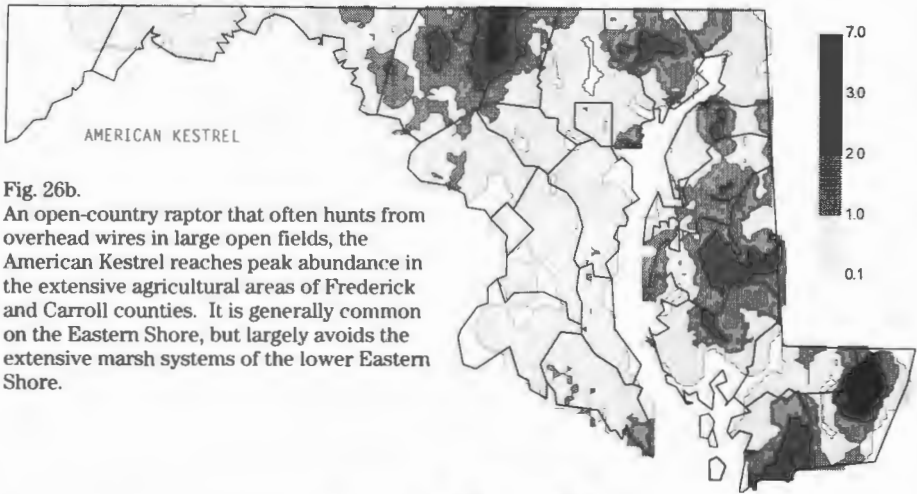 7.0
3.0
2.0
1.0
0.1
AMERICAN KESTREL
Fig. 26b.
An open-country raptor that often hunts from
overhead wires in large open fields, the
American Kestrel reaches peak abundance in
the extensive agricultural areas of Frederick
and Carroll counties. It is generally common
on the Eastern Shore, but largely avoids the
extensive marsh systems of the lower Eastern
Shore.